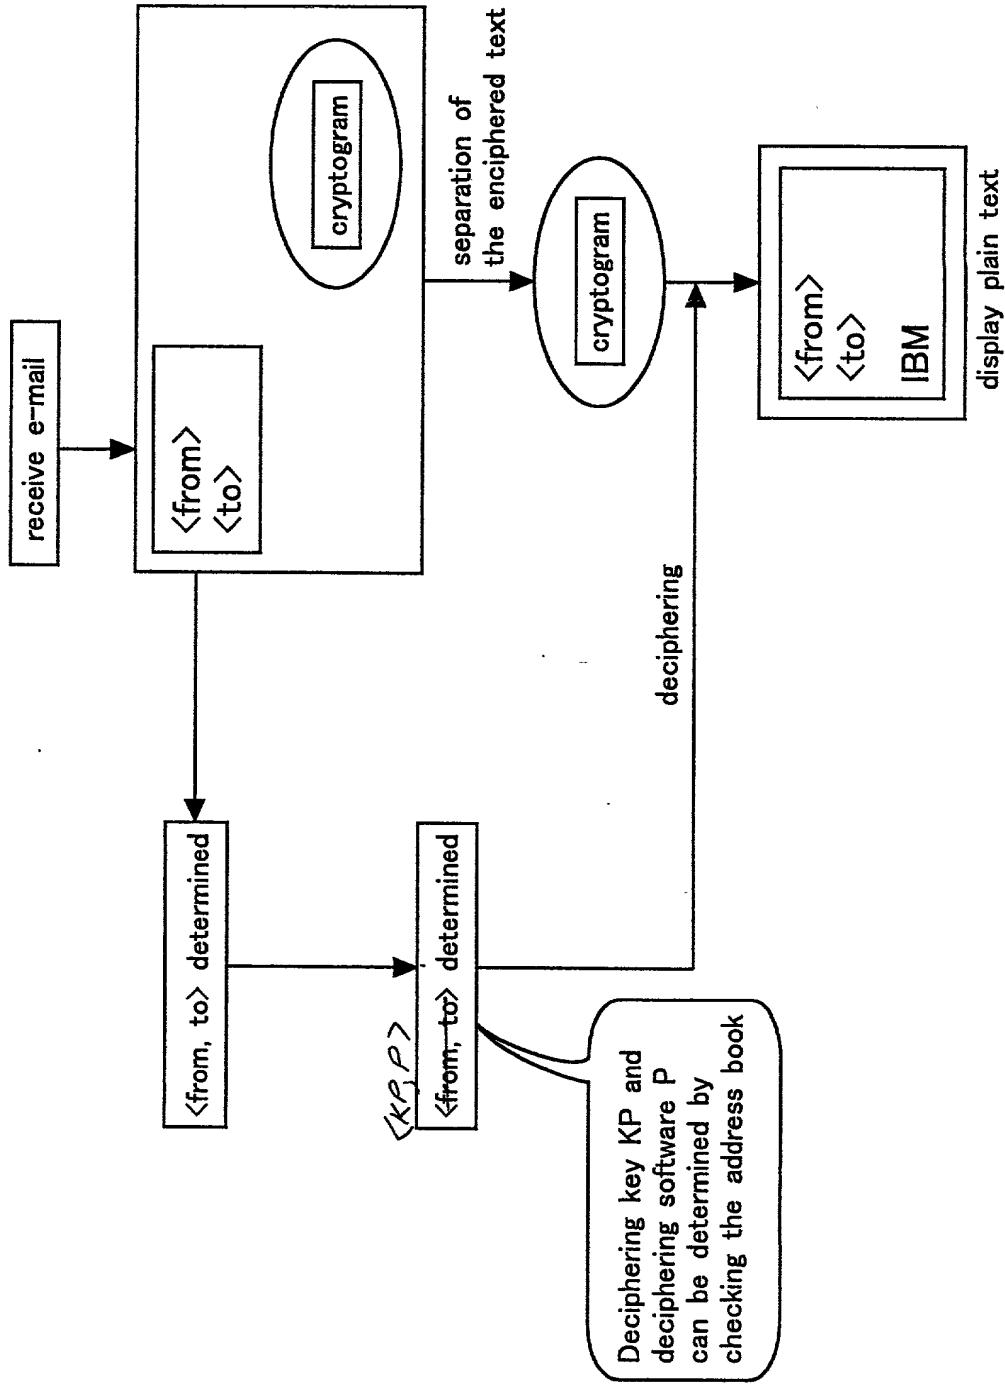 receive e-mail
<from>
<to>
cryptogram
separation of
the enciphered text
cryptogram
<from, to> determined
<KP, P>
<from, to> determined
Deciphering key KP and
deciphering software P
can be determined by
checking the address book
deciphering
<from>
<to>
IBM
display plain text